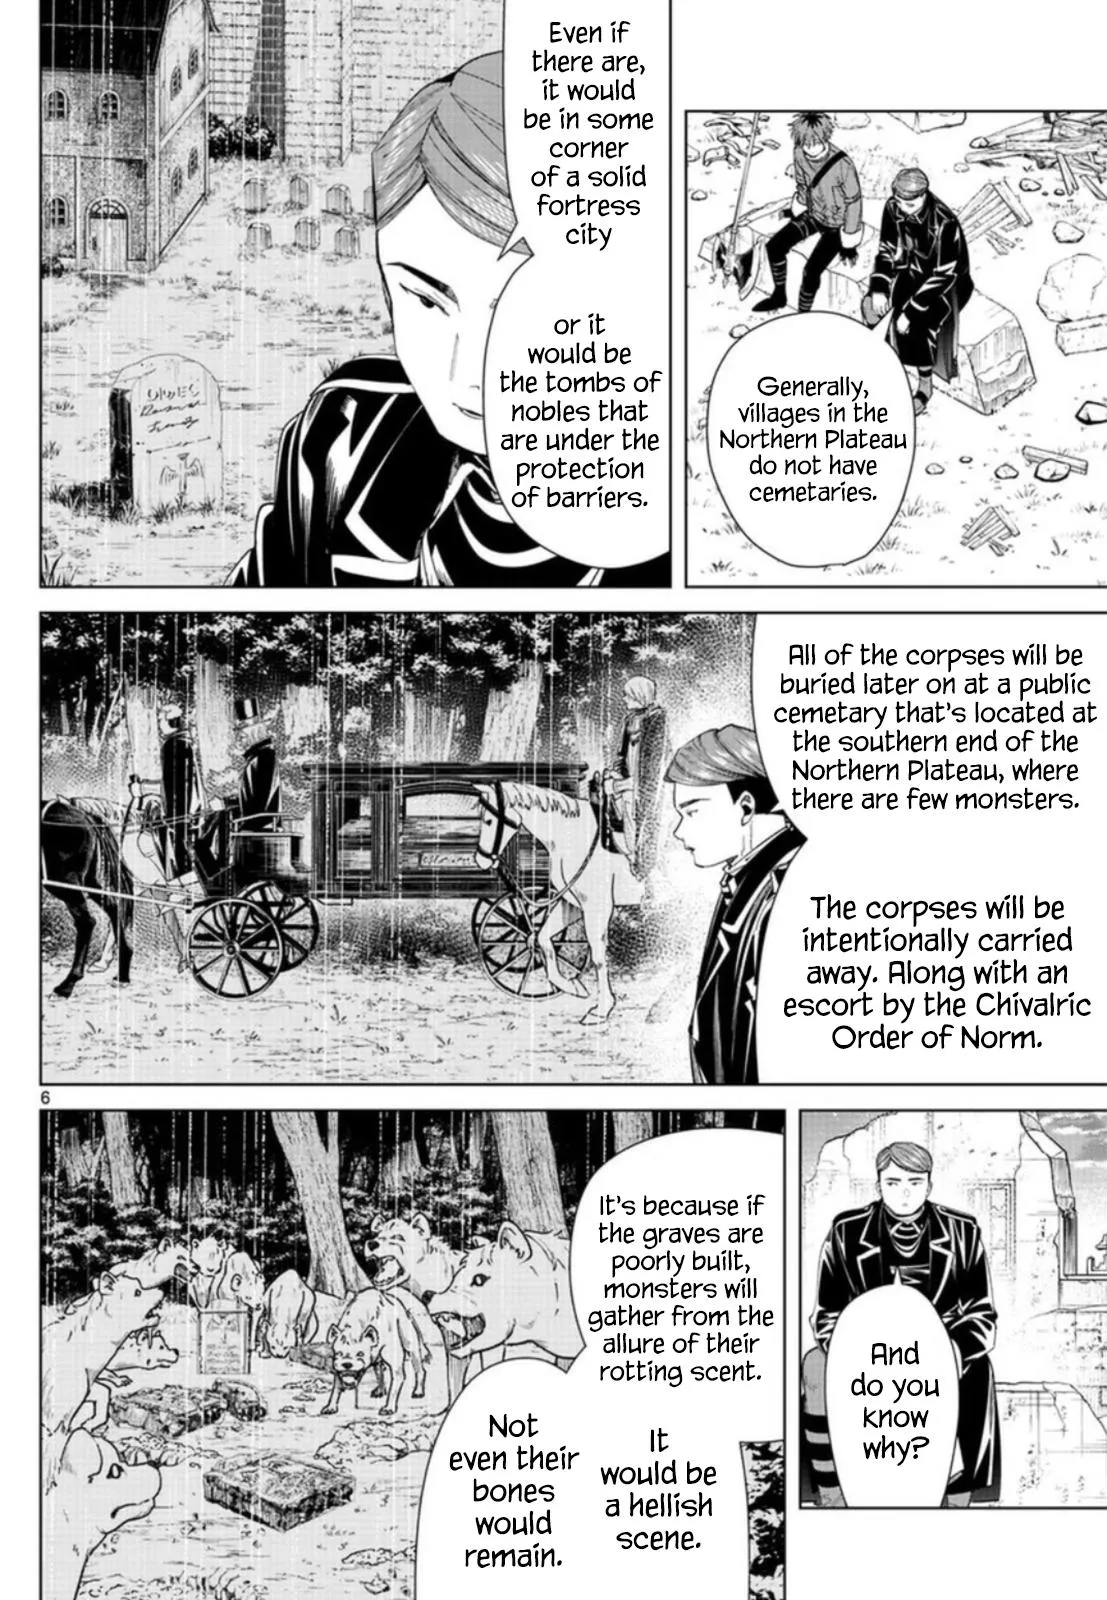 Generally,
villages in the
Northern Plateau
do not have
cemetaries.
Even if
there are,
it would
be in some
corner
of a solid
fortress
city
or it
would be
the tombs of
nobles that
are under the
protection
of barriers.
All of the corpses will be
buried later on at a public
cemetary that's located at
the southern end of the
Northern Plateau, where
there are few monsters.
The corpses will be
intentionally carried
away. Along with an
escort by the Chivalric
Order of Norm.
6
And
do you
know
why?
It's because if
the graves are
poorly built,
monsters will
gather from the
allure of their
rotting scent.
It
would be
a hellish
scene.
Not
even their
bones
would
remain.